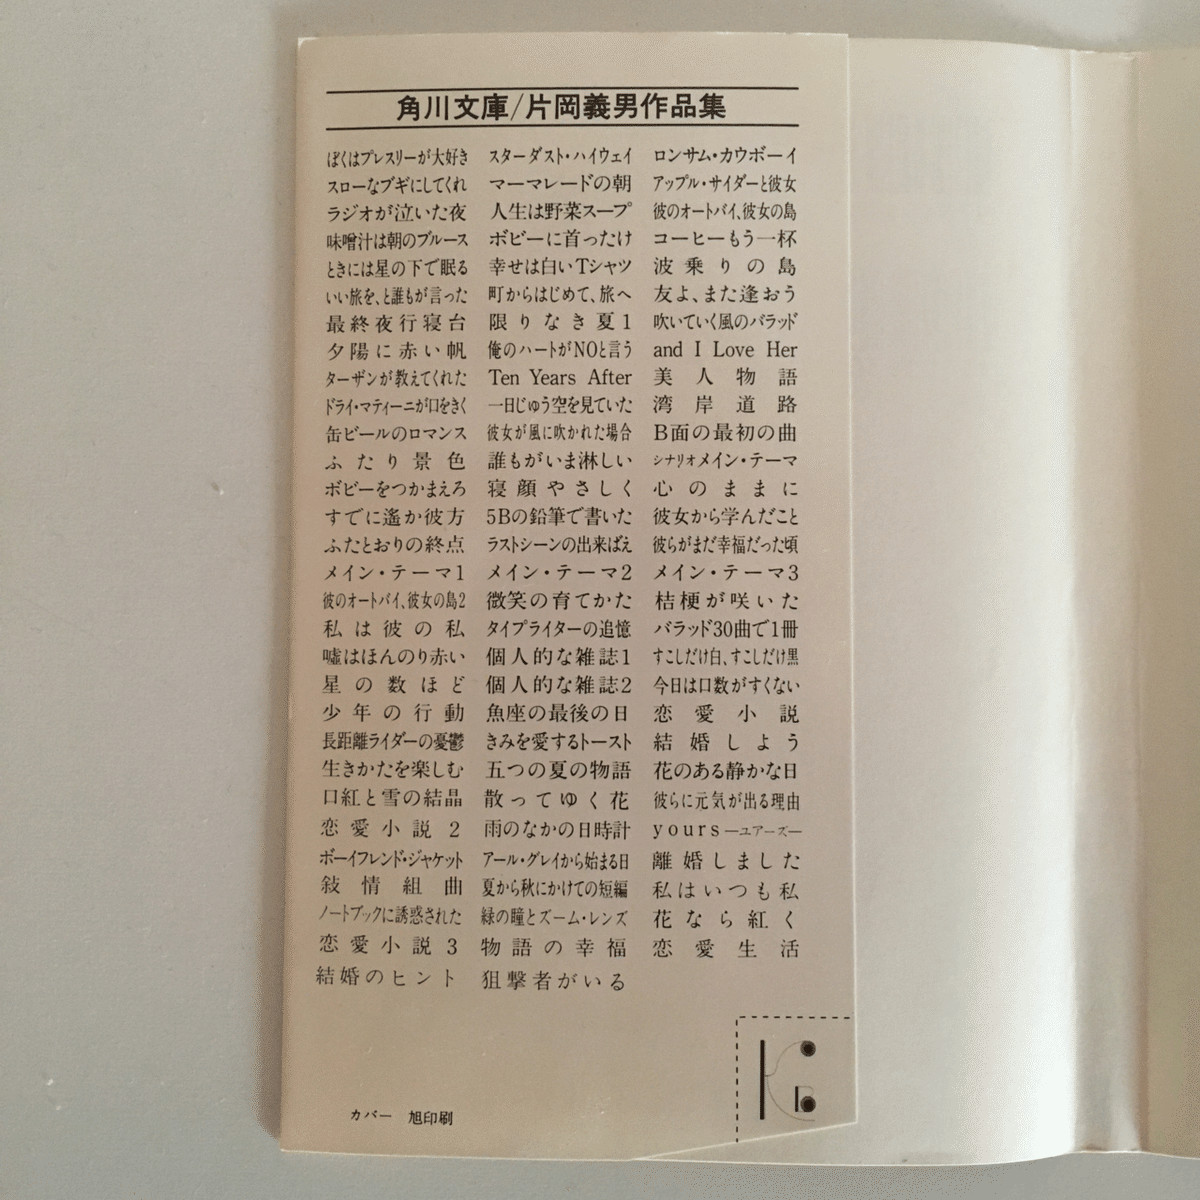 角川文庫/片岡義男作品集
ぼくはプレスリーが大好き スターダスト・ハイウェイ ロンサム・カウボーイ
スローなブギにしてくれ マーマレードの朝 アップル・サイダーと彼女
ラジオが泣いた夜 人生は野菜スープ 彼のオートバイ、彼女の島
味噌汁は朝のブルース ボビーに首ったけ コーヒーもう一杯
ときには星の下で眠る 幸せは白いTシャツ 波乗りの島
いい旅を、と誰もが言った 町からはじめて、旅へ 友よ、また逢おう
最終夜行寝台 限りなき夏1 吹いていく風のバラッド
夕陽に赤い帆 俺のハートがNOと言う and I Love Her
ターザンが教えてくれた Ten Years After 美人物語
ドライ・マティーニが口をきく 一日じゅう空を見ていた 湾岸道路
缶ビールのロマンス 彼女が風に吹かれた場合 B面の最初の曲
ふたり景色 誰もがいま淋しい シナリオメイン・テーマ
ボビーをつかまえろ 寝顔やさしく 心のままに
すでに遙か彼方 5Bの鉛筆で書いた 彼女から学んだこと
ふたとおりの終点 ラストシーンの出来ばえ 彼らがまだ幸福だった頃
メイン・テーマ1 メイン・テーマ2 メイン・テーマ3
彼のオートバイ、彼女の島2 微笑の育てかた 桔梗が咲いた
私は彼の私 タイプライターの追憶 バラッド30曲で1冊
嘘はほんのり赤い 個人的な雑誌1 すこしだけ白、すこしだけ黒
星の数ほど 個人的な雑誌2 今日は口数がすくない
少年の行動 魚座の最後の日 恋愛小説
長距離ライダーの憂鬱 きみを愛するトースト 結婚しよう
生きかたを楽しむ 五つの夏の物語 花のある静かな日
口紅と雪の結晶 散ってゆく花 彼らに元気が出る理由
恋愛小説2 雨のなかの日時計 yours―ユアーズ―
ボーイフレンド・ジャケット アール・グレイから始まる日 離婚しました
敍情組曲 夏から秋にかけての短編 私はいつも私
ノートブックに誘惑された 緑の瞳とズーム・レンズ 花なら紅く
恋愛小説3 物語の幸福 恋愛生活
結婚のヒント 狙撃者がいる
カバー 旭印刷